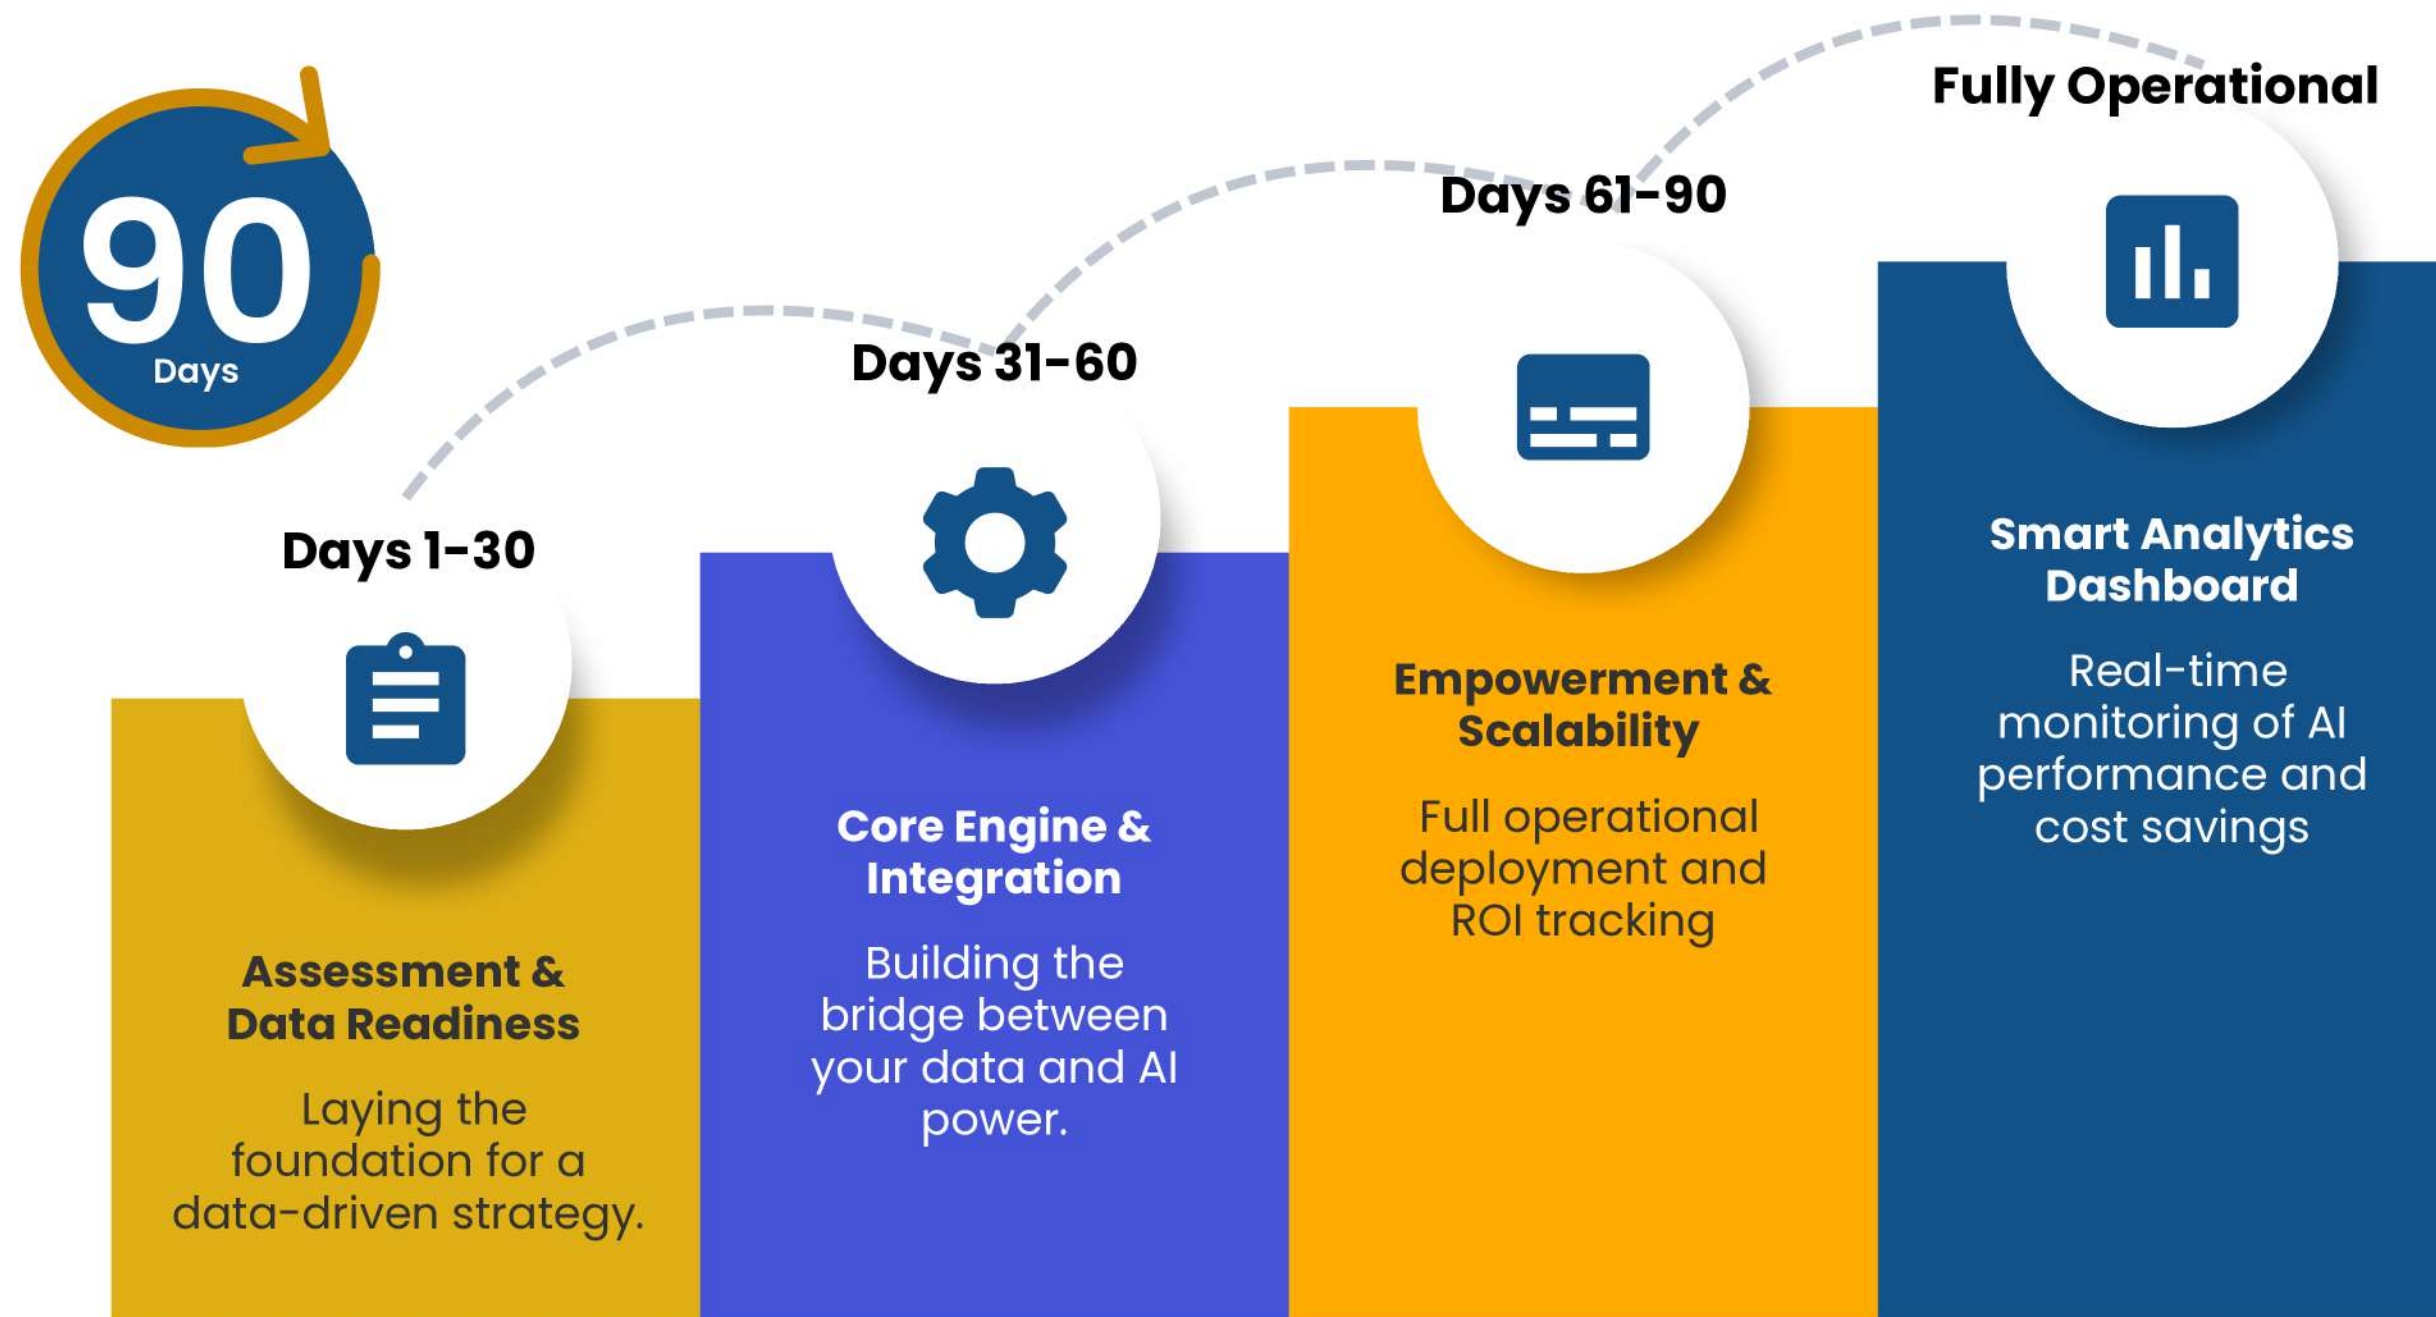 90
Days
Days 1-30
Assessment &
Data Readiness
Laying the
foundation for a
data-driven strategy.
Days 31-60
Core Engine &
Integration
Building the
bridge between
your data and AI
power.
Days 61-90
Empowerment &
Scalability
Full operational
deployment and
ROI tracking
Fully Operational
Smart Analytics
Dashboard
Real-time
monitoring of AI
performance and
cost savings